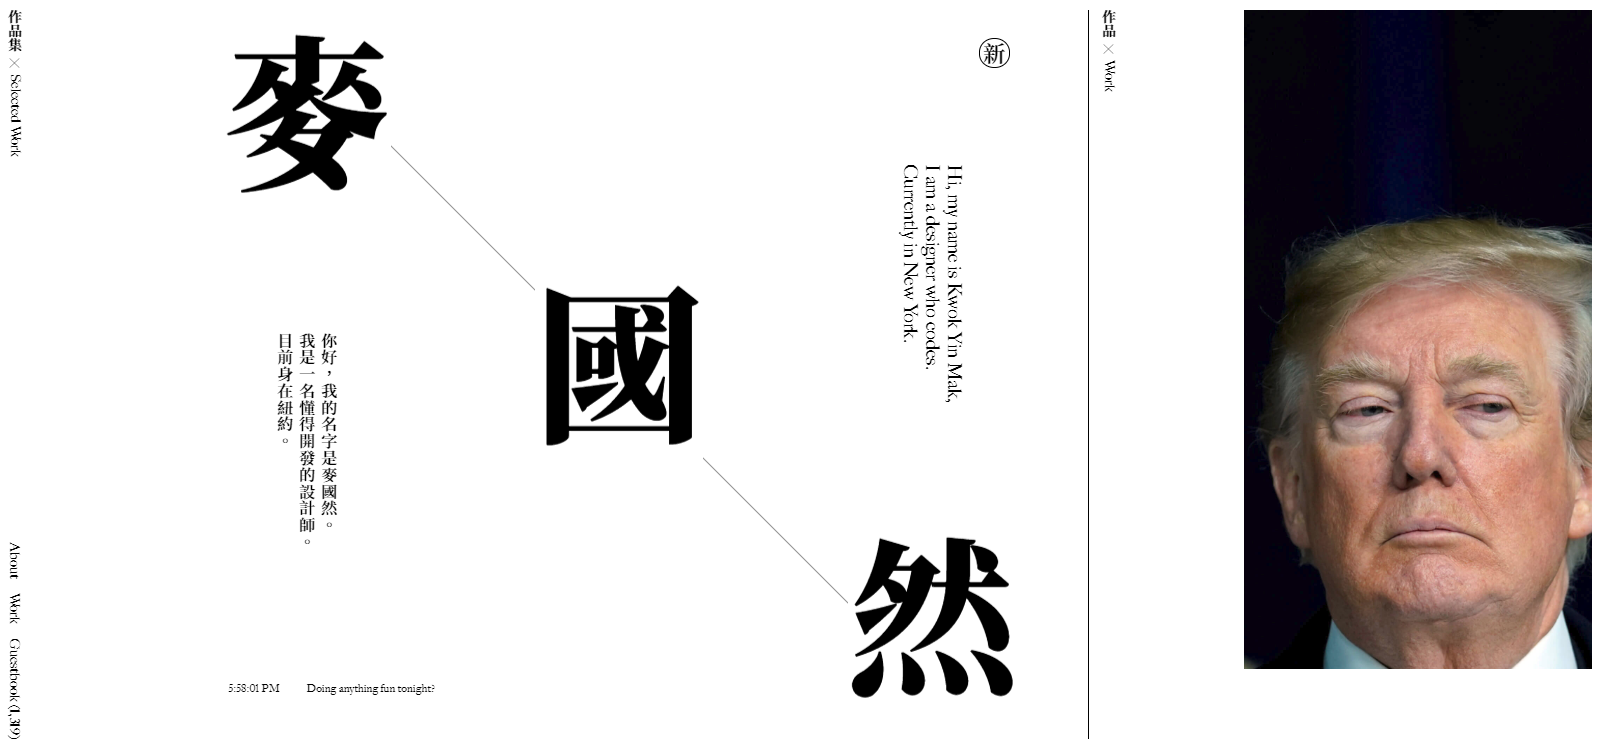 作品集 × Selected Work
About Work Guestbook (1,319)
麥
國
然
新
Hi, my name is Kwok Yin Mak,
I am a designer who codes.
Currently in New York.
你好，我的名字是麥國然。
我是一名懂得開發的設計師。
目前身在紐約。
5:58:01 PM Doing anything fun tonight?
作品 × Work